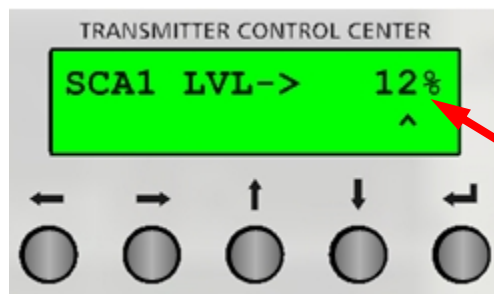 TRANSMITTER CONTROL CENTER
SCA1 LVL-> 12%
^